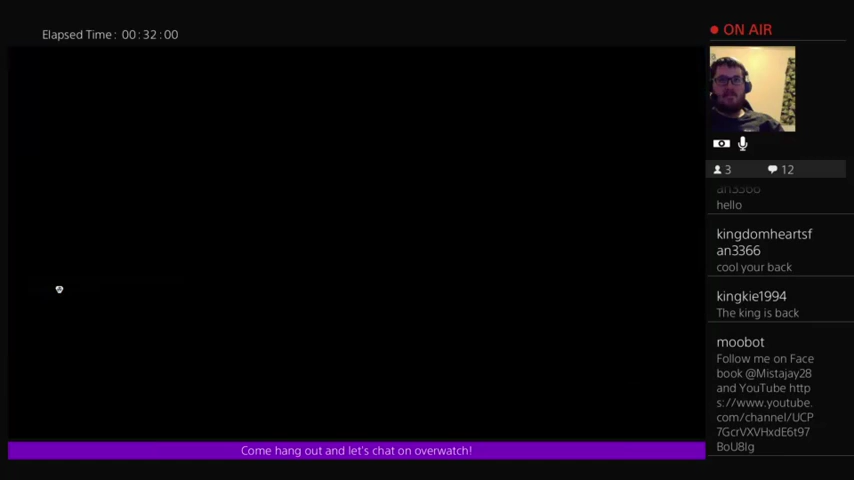 Elapsed Time: 00:32:00
ON AIR
3
12
an3366
hello
kingdomheartsf
an3366
cool your back
kingkie1994
The king is back
moobot
Follow me on Face
book @Mistajay28
and YouTube http
s://www.youtube.
com/channel/UCP
7GcrVXVHxdE6t97
BoU8Ig
Come hang out and let's chat on overwatch!